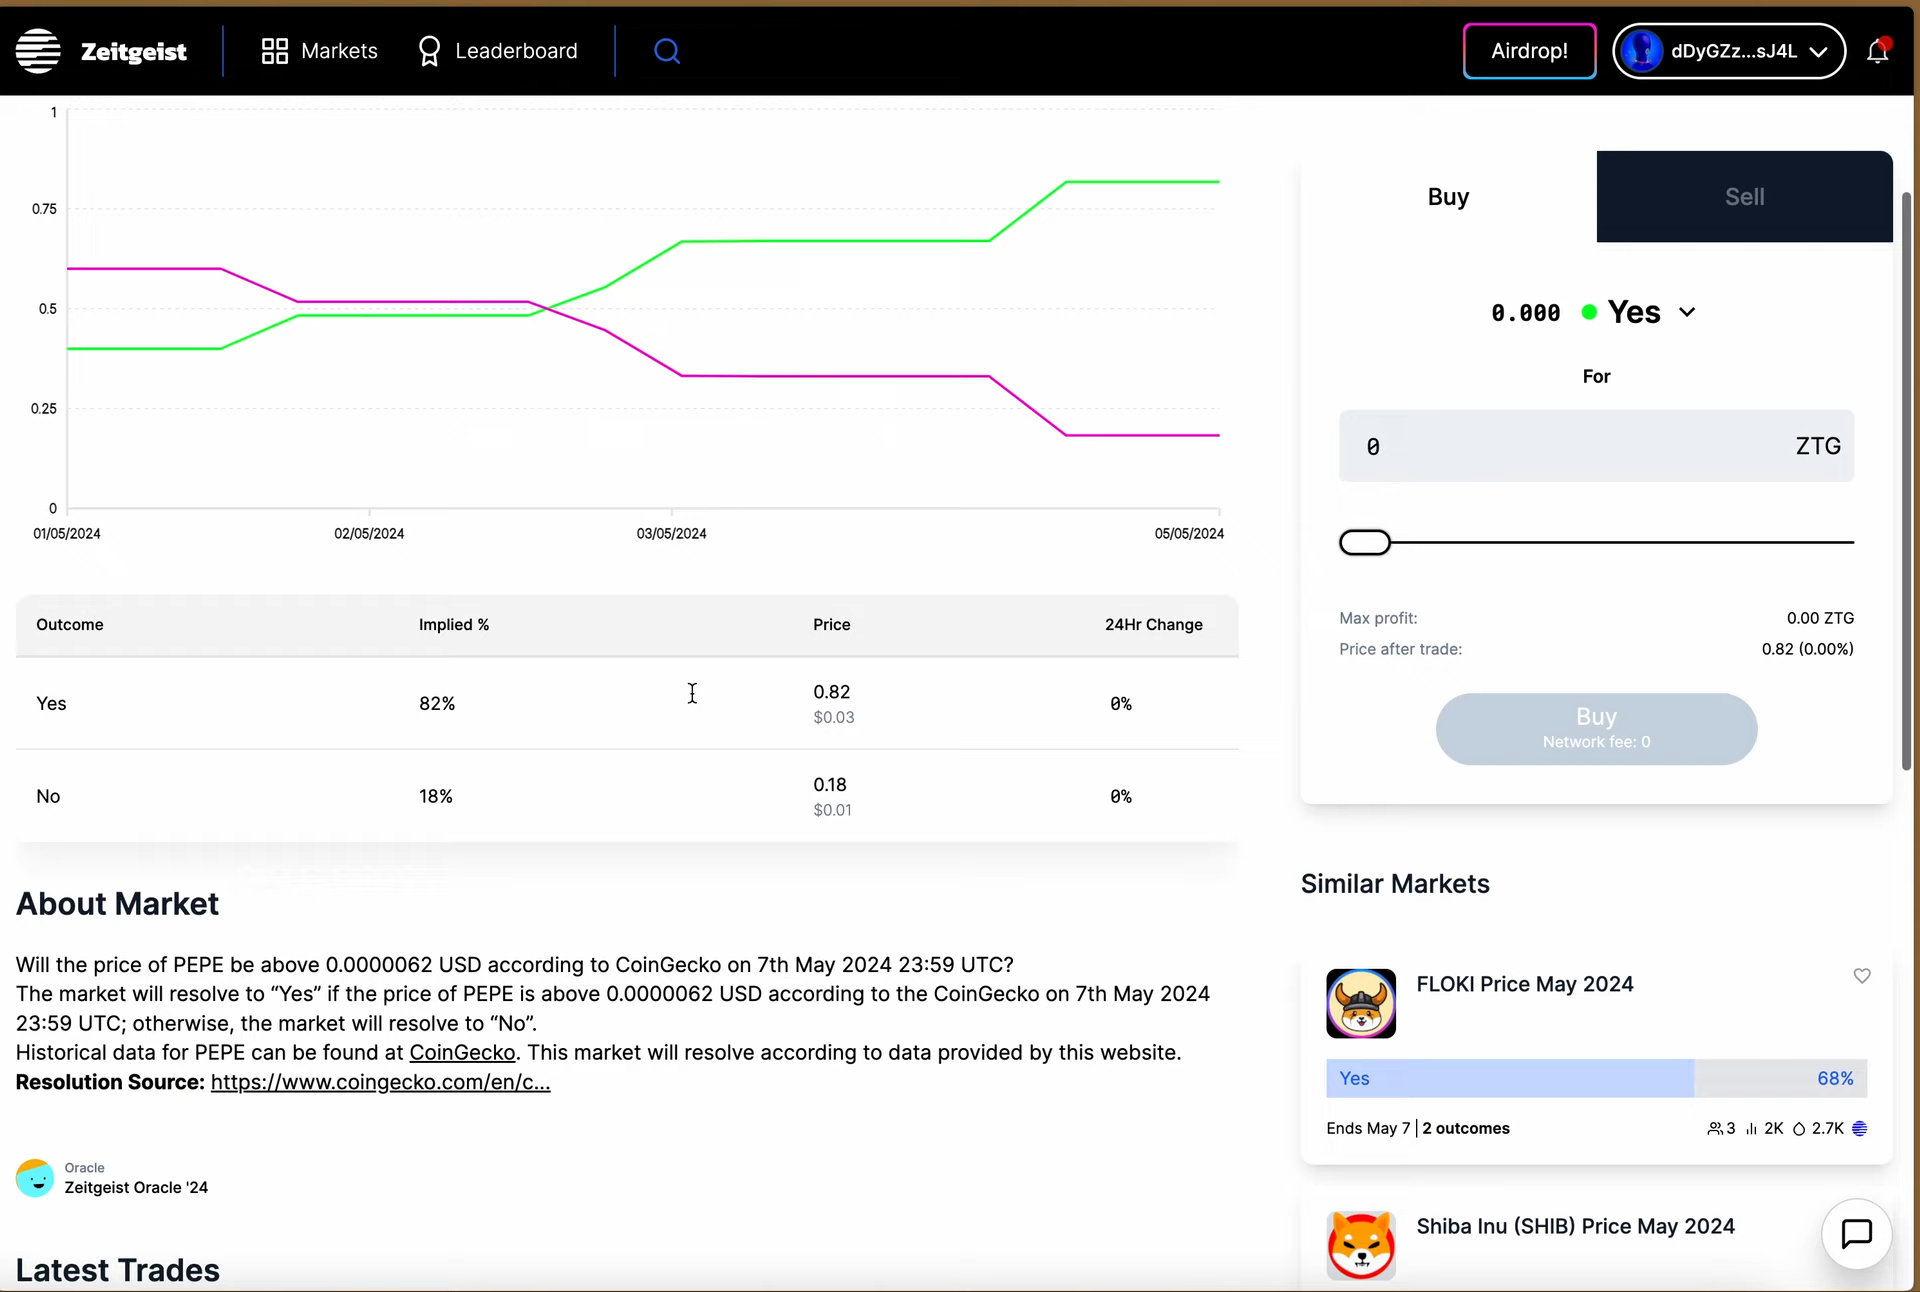 Zeitgeist
Markets
Leaderboard
Airdrop!
dDyGZz...sJ4L
1
0.75
0.5
0.25
0
01/05/2024
02/05/2024
03/05/2024
05/05/2024
Buy
Sell
0.000 Yes
For
0 ZTG
Max profit: 0.00 ZTG
Price after trade: 0.82 (0.00%)
Buy
Network fee: 0
Outcome Implied % Price 24Hr Change
Yes 82% 0.82 0%
$0.03
No 18% 0.18 0%
$0.01
About Market
Will the price of PEPE be above 0.0000062 USD according to CoinGecko on 7th May 2024 23:59 UTC?
The market will resolve to “Yes” if the price of PEPE is above 0.0000062 USD according to the CoinGecko on 7th May 2024
23:59 UTC; otherwise, the market will resolve to “No”.
Historical data for PEPE can be found at CoinGecko. This market will resolve according to data provided by this website.
Resolution Source: https://www.coingecko.com/en/c...
Oracle
Zeitgeist Oracle '24
Latest Trades
Similar Markets
FLOKI Price May 2024
Yes 68%
Ends May 7 | 2 outcomes 3 2K 2.7K
Shiba Inu (SHIB) Price May 2024